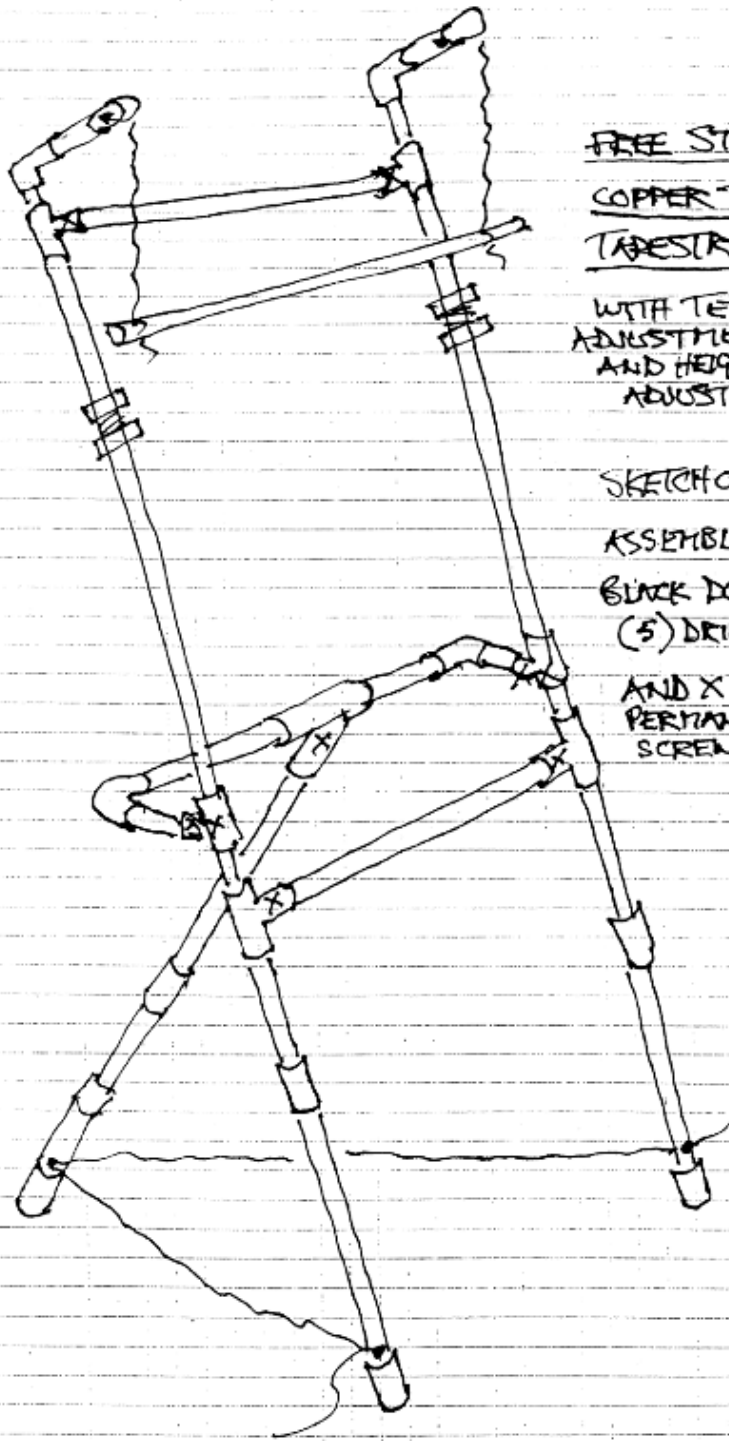 FREE ST
COPPER T
TAPESTR
WITH TE
ADJUSTME
AND HEIG
ADJUST
SKETCH O
ASSEMBL
BLACK DO
(5) DRI
AND X
PERMAN
SCREW